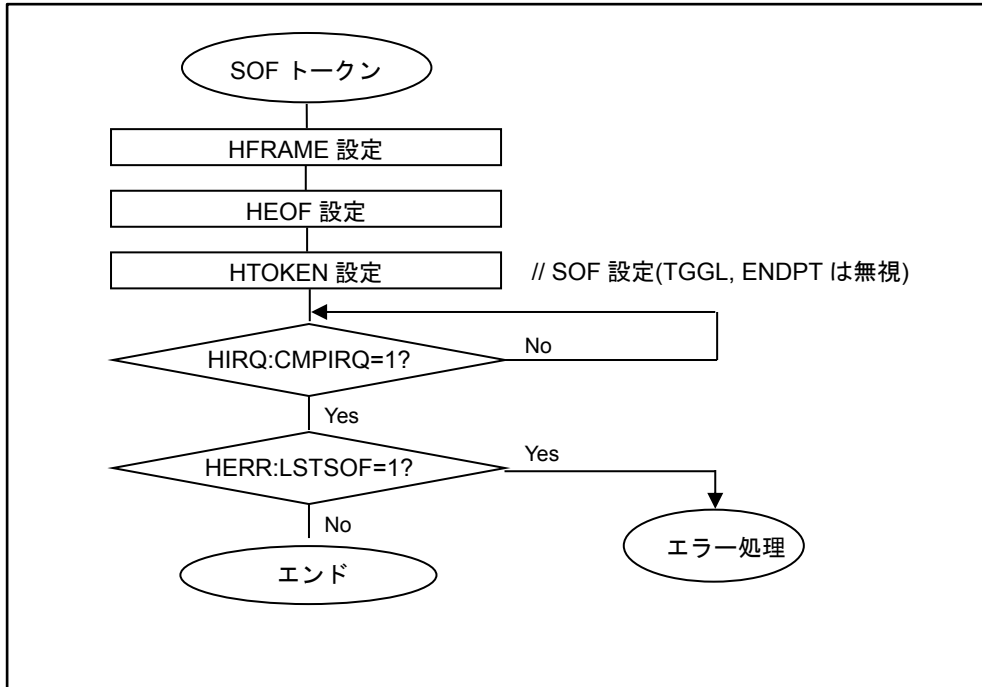 SOF トークン
HFRAME 設定
HEOF 設定
HTOKEN 設定
// SOF 設定(TGGL, ENDPT は無視)
HIRQ:CMPIRQ=1?
No
Yes
HERR:LSTSOF=1?
Yes
No
エラー処理
エンド